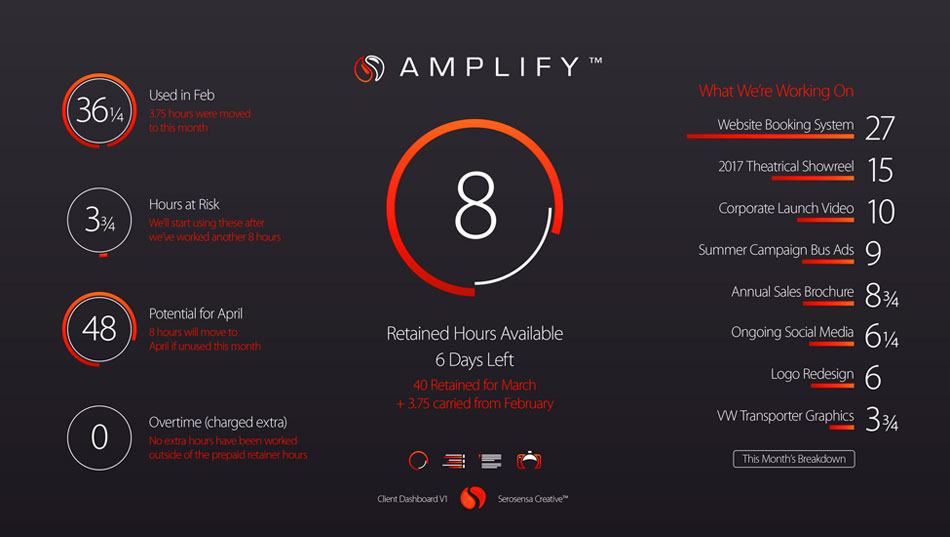 AMPLIFY™
36¼
Used in Feb
3.75 hours were moved
to this month
3¾
Hours at Risk
We'll start using these after
we've worked another 8 hours
48
Potential for April
8 hours will move to
April if unused this month
0
Overtime (charged extra)
No extra hours have been worked
outside of the prepaid retainer hours
8
Retained Hours Available
6 Days Left
40 Retained for March
+ 3.75 carried from February
Client Dashboard V1
Serosensa Creative™
What We're Working On
Website Booking System 27
2017 Theatrical Showreel 15
Corporate Launch Video 10
Summer Campaign Bus Ads 9
Annual Sales Brochure 8¾
Ongoing Social Media 6¼
Logo Redesign 6
VW Transporter Graphics 3¾
This Month's Breakdown